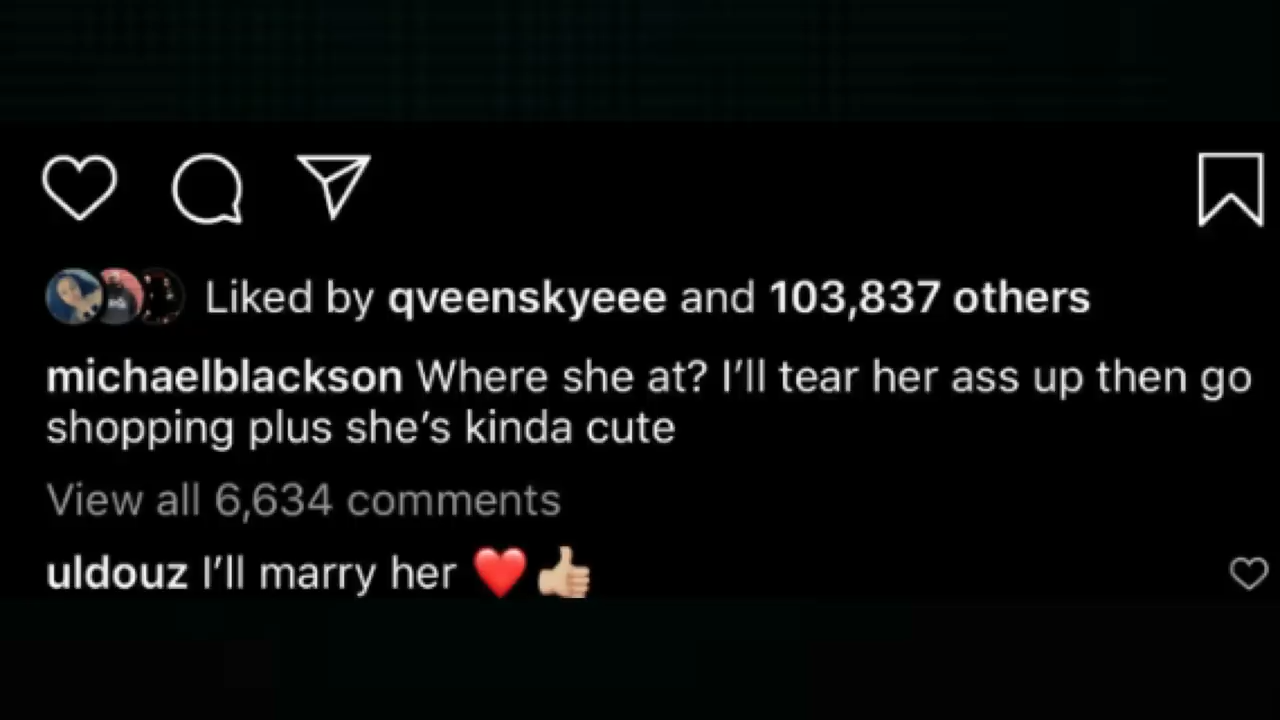 Liked by qveenskyeee and 103,837 others
michaelblackson Where she at? I’ll tear her ass up then go
shopping plus she’s kinda cute
View all 6,634 comments
uldouz I’ll marry her ❤️👍🏼